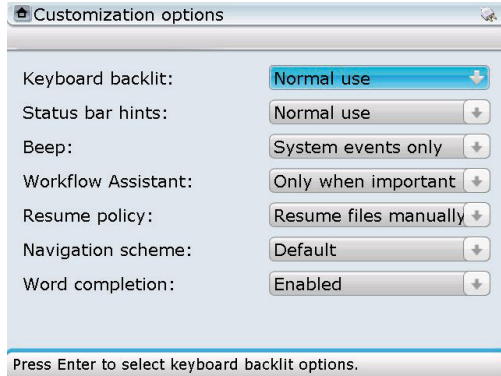 Customization options
Keyboard backlit: Normal use
Status bar hints: Normal use
Beep: System events only
Workflow Assistant: Only when important
Resume policy: Resume files manually
Navigation scheme: Default
Word completion: Enabled
Press Enter to select keyboard backlit options.